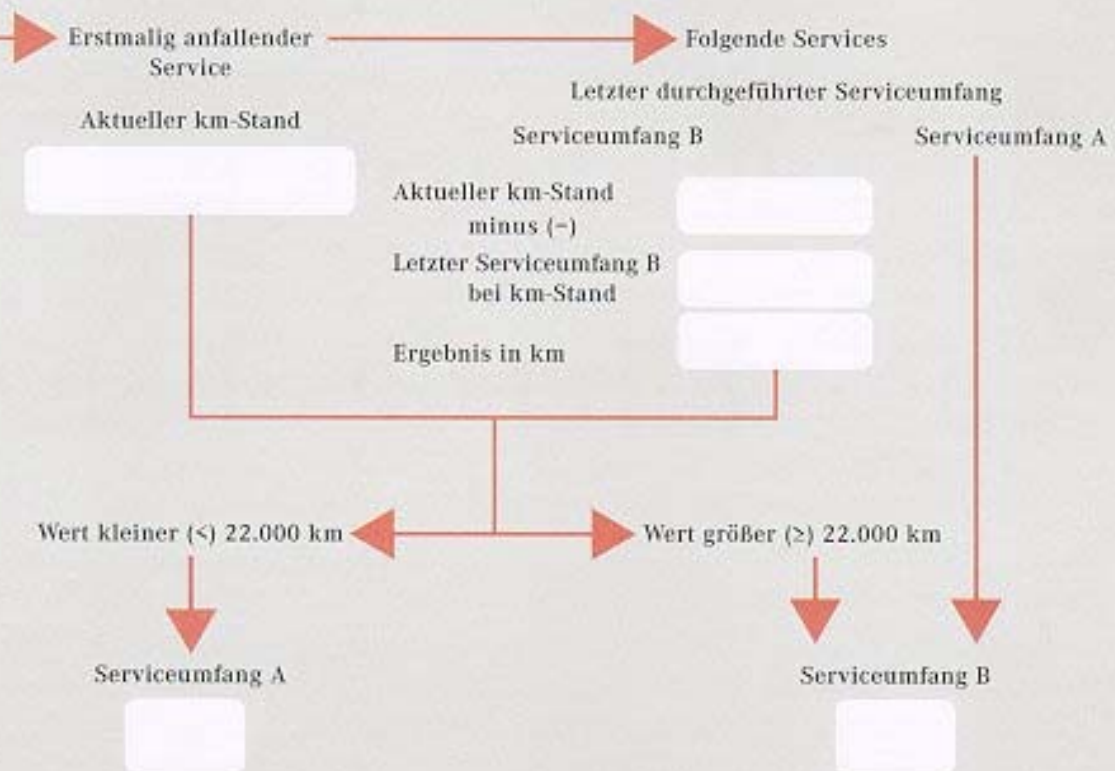 Erstmalig anfallender
Service
Folgende Services
Letzter durchgeführter Serviceumfang
Aktueller km-Stand
Serviceumfang B
Serviceumfang A
Aktueller km-Stand
minus (−)
Letzter Serviceumfang B
bei km-Stand
Ergebnis in km
Wert kleiner (<) 22.000 km
Wert größer (≥) 22.000 km
Serviceumfang A
Serviceumfang B